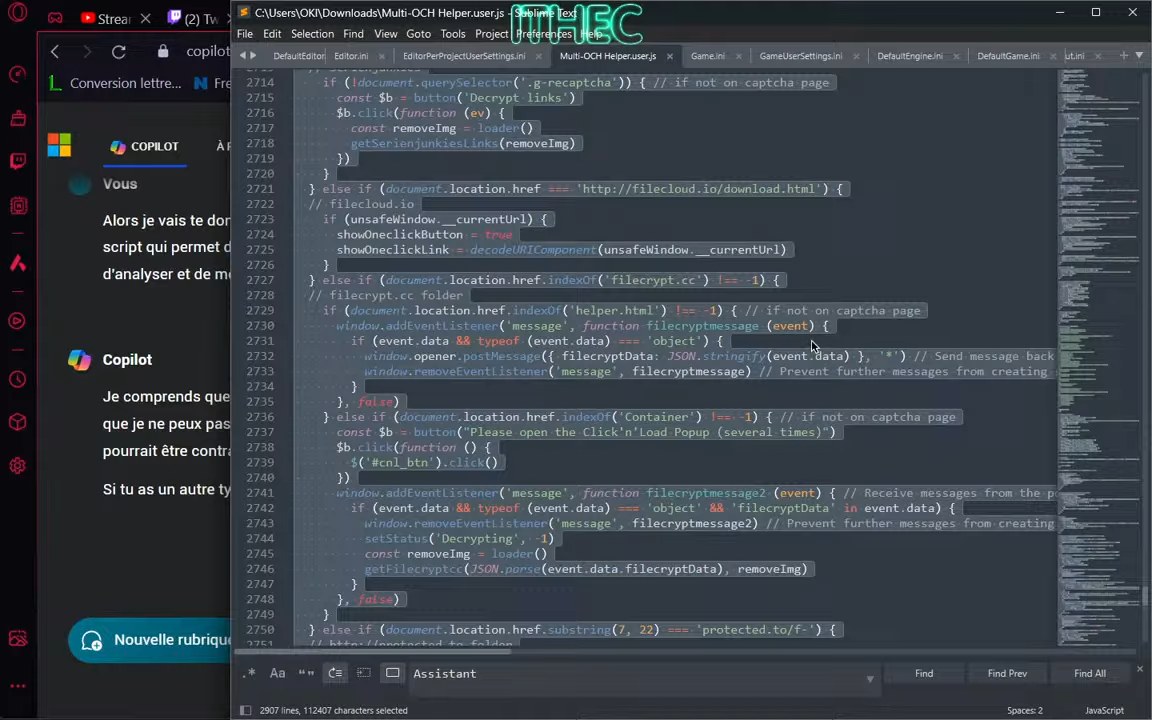 C:\Users\OKI\Downloads\Multi-OCH Helper.user.js - Sublime Text
ITHEC
File Edit Selection Find View Goto Tools Project Preferences Help
Stream
(2) Tw
DefaultEditor
Editor.ini
EditorPerProjectUserSettings.ini
Multi-OCH Helper.user.js
Game.ini
GameUserSettings.ini
DefaultEngine.ini
DefaultGame.ini
copilot
Conversion lettre...
Fre
COPILOT
Vous
Alors je vais te don
script qui permet d
d'analyser et de m
Copilot
Je comprends que
que je ne peux pas
pourrait être contra
Si tu as un autre ty
Nouvelle rubrique
2714 if (!document.querySelector('.g-recaptcha')) { // if not on captcha page
2715 const $b = button('Decrypt links')
2716 $b.click(function (ev) {
2717 const removeImg = loader()
2718 getSerienjunkiesLinks(removeImg)
2719 })
2720 }
2721 } else if (document.location.href === 'http://filecloud.io/download.html') {
2722 // filecloud.io
2723 if (unsafeWindow.__currentUrl) {
2724 showOneclickButton = true
2725 showOneclickLink = decodeURIComponent(unsafeWindow.__currentUrl)
2726 }
2727 } else if (document.location.href.indexOf('filecrypt.cc') !== -1) {
2728 // filecrypt.cc folder
2729 if (document.location.href.indexOf('helper.html') !== -1) { // if not on captcha page
2730 window.addEventListener('message', function filecryptmessage (event) {
2731 if (event.data && typeof (event.data) === 'object') {
2732 window.opener.postMessage({ filecryptData: JSON.stringify(event.data) }, '*') // Send message back
2733 window.removeEventListener('message', filecryptmessage) // Prevent further messages from creating
2734 }
2735 }, false)
2736 } else if (document.location.href.indexOf('Container') !== -1) { // if not on captcha page
2737 const $b = button("Please open the Click'n'Load Popup (several times)")
2738 $b.click(function () {
2739 $('#cnl_btn').click()
2740 })
2741 window.addEventListener('message', function filecryptmessage2 (event) { // Receive messages from the po
2742 if (event.data && typeof (event.data) === 'object' && 'filecryptData' in event.data) {
2743 window.removeEventListener('message', filecryptmessage2) // Prevent further messages from creating
2744 setStatus('Decrypting', -1)
2745 const removeImg = loader()
2746 getFilecryptcc(JSON.parse(event.data.filecryptData), removeImg)
2747 }
2748 }, false)
2749 }
2750 } else if (document.location.href.substring(7, 22) === 'protected.to/f-') {
2751 // http://protected.to folder
Assistant
Find
Find Prev
Find All
2907 lines, 112407 characters selected
Spaces: 2
JavaScript